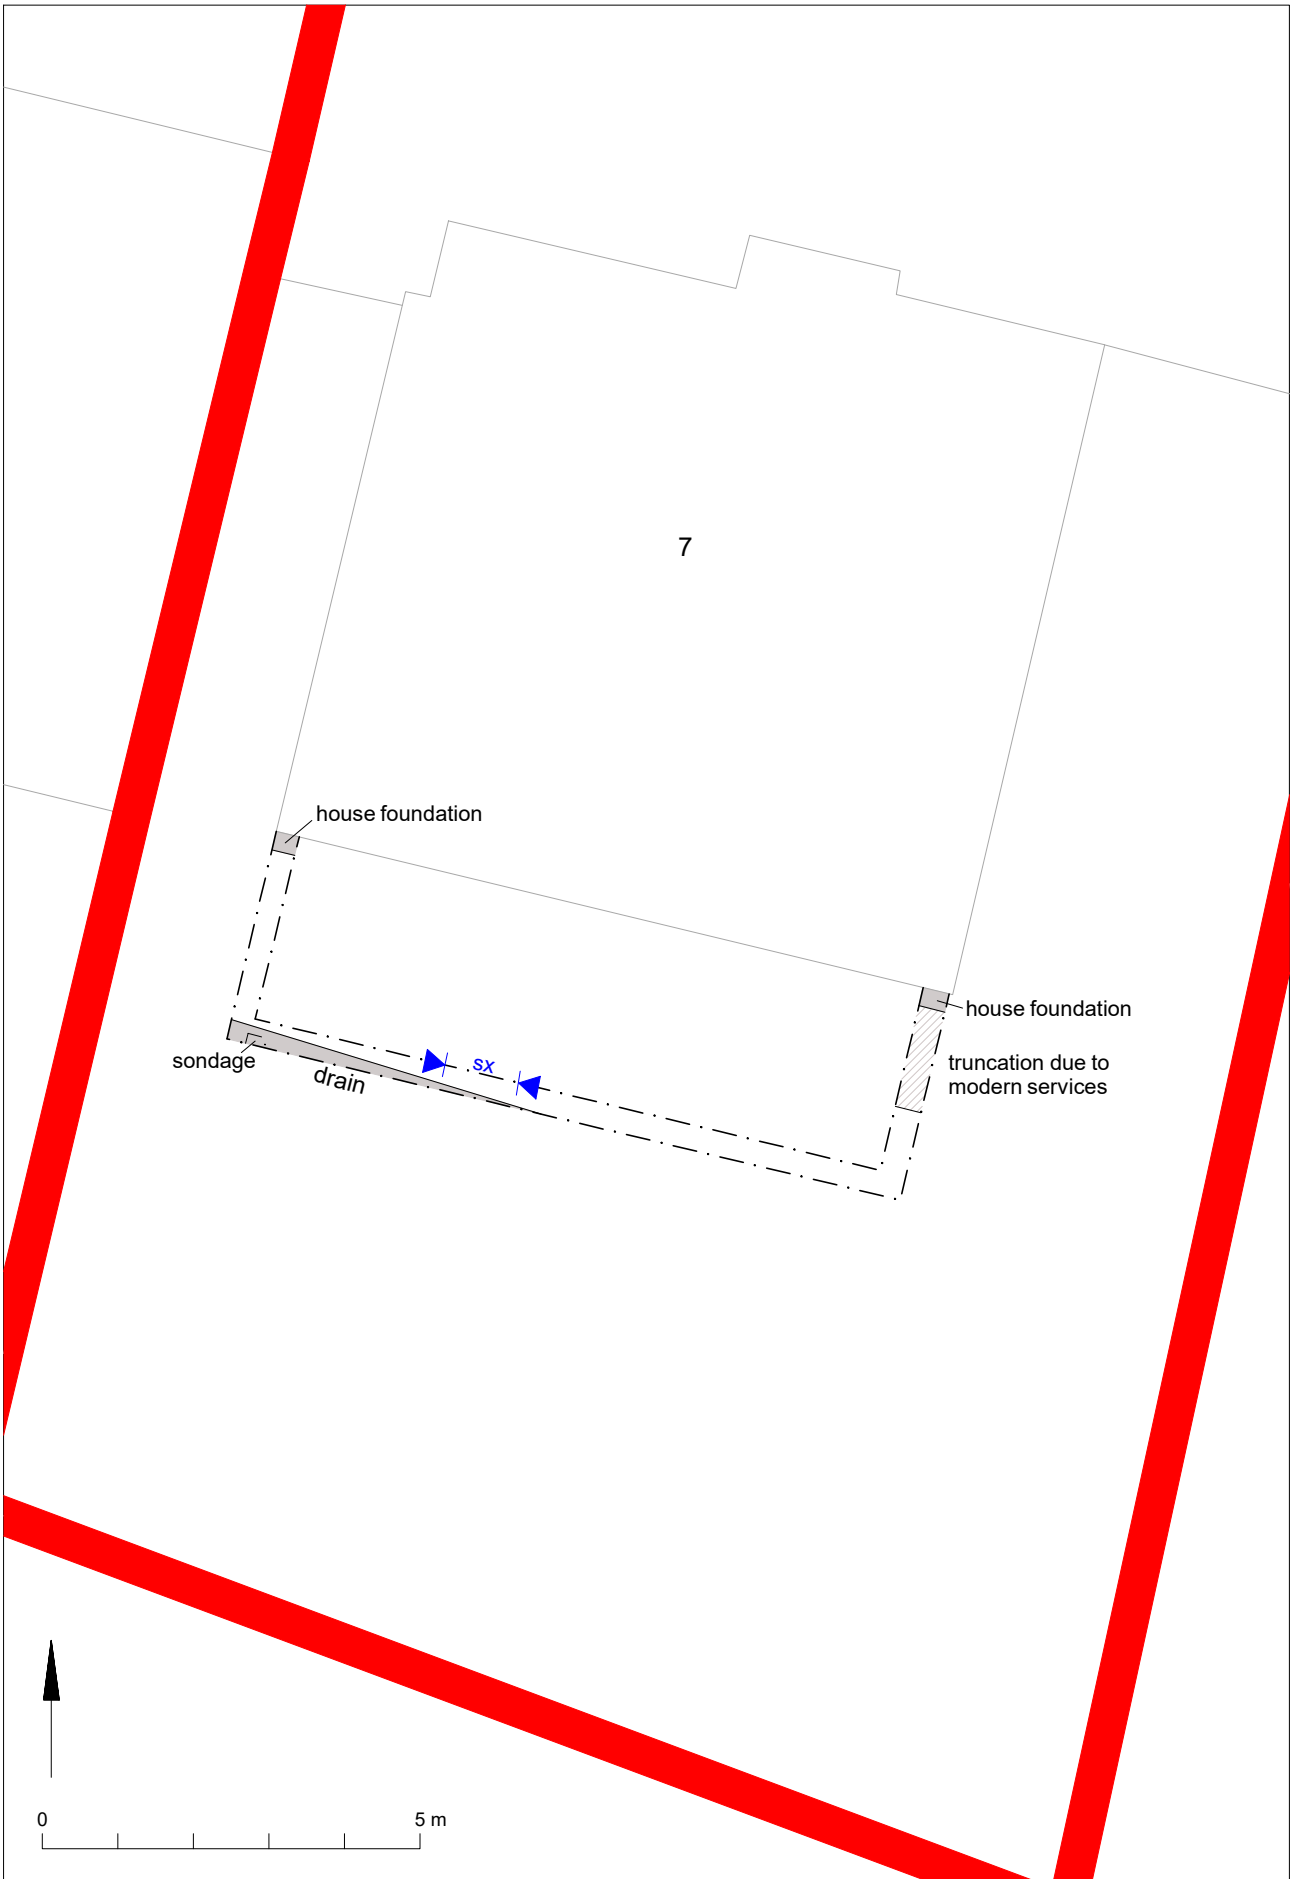 7
house foundation
house foundation
sondage
sx
truncation due to
modern services
drain
0
5 m